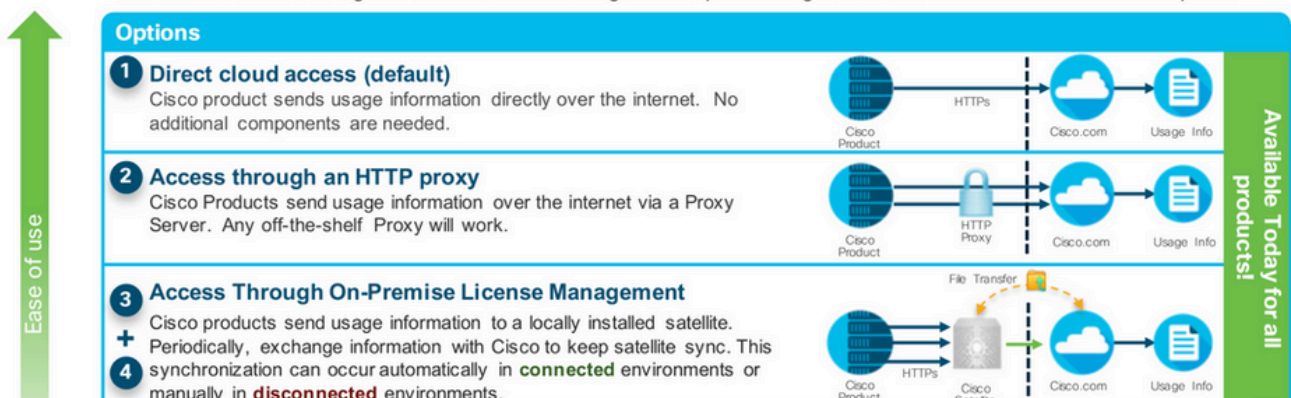 Options
1 Direct cloud access (default)
Cisco product sends usage information directly over the internet. No
additional components are needed.
HTTPs
Cisco
Product
Cisco.com
Usage Info
2 Access through an HTTP proxy
Cisco Products send usage information over the internet via a Proxy
Server. Any off-the-shelf Proxy will work.
HTTP
Proxy
Cisco
Product
Cisco.com
Usage Info
3 Access Through On-Premise License Management
+
4
Cisco products send usage information to a locally installed satellite.
Periodically, exchange information with Cisco to keep satellite sync. This
synchronization can occur automatically in connected environments or
manually in disconnected environments.
File Transfer
HTTPs
Cisco
Product
Cisco
Cisco.com
Usage Info
Ease of use
Available Today for all
products!